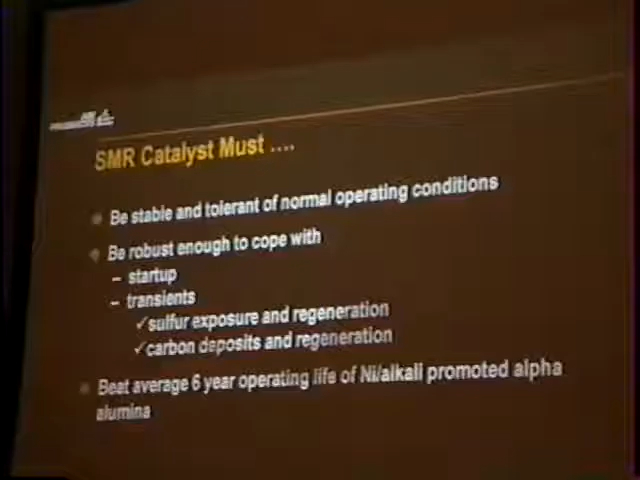 SMR Catalyst Must ....
Be stable and tolerant of normal operating conditions
Be robust enough to cope with
– startup
– transients
✓sulfur exposure and regeneration
✓carbon deposits and regeneration
Beat average 6 year operating life of Ni/alkali promoted alpha
alumina